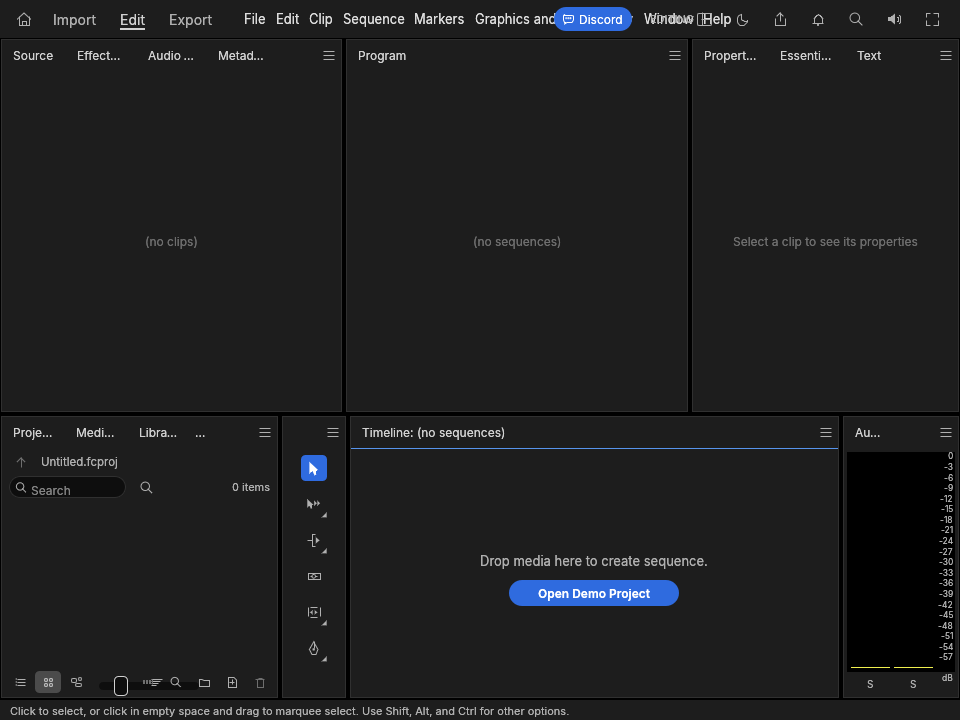 Import Edit Export File Edit Clip Sequence Markers Graphics and Discord Window Help
Source Effect... Audio ... Metad... Program Propert... Essenti... Text
(no clips) (no sequences) Select a clip to see its properties
Proje... Medi... Libra... ... Timeline: (no sequences) Au...
Untitled.fcproj
Search 0 items
Drop media here to create sequence.
Open Demo Project
0
-3
-6
-9
-12
-15
-18
-21
-24
-27
-30
-33
-36
-39
-42
-45
-48
-51
-54
-57
dB
S S
Click to select, or click in empty space and drag to marquee select. Use Shift, Alt, and Ctrl for other options.